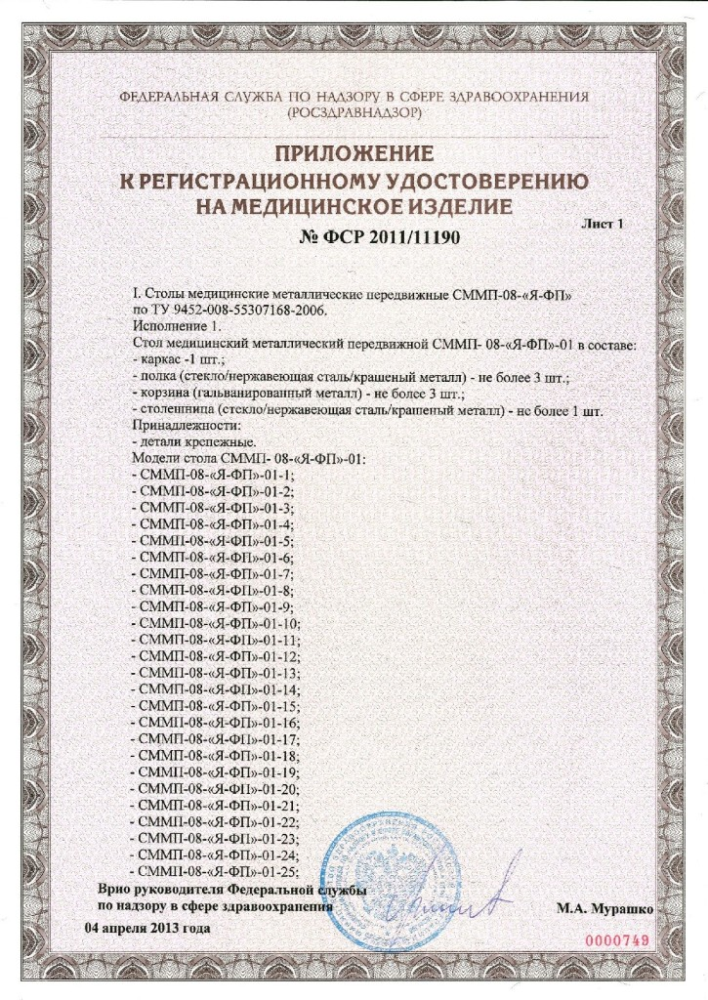 ФЕДЕРАЛЬНАЯ СЛУЖБА ПО НАДЗОРУ В СФЕРЕ ЗДРАВООХРАНЕНИЯ
(РОСЗДРАВНАДЗОР)
ПРИЛОЖЕНИЕ
К РЕГИСТРАЦИОННОМУ УДОСТОВЕРЕНИЮ
НА МЕДИЦИНСКОЕ ИЗДЕЛИЕ
Лист 1
№ ФСР 2011/11190
I. Столы медицинские металлические передвижные СММП-08-«Я-ФП»
по ТУ 9452-008-55307168-2006.
Исполнение 1.
Стол медицинский металлический передвижной СММП- 08-«Я-ФП»-01 в составе:
- каркас -1 шт.;
- полка (стекло/нержавеющая сталь/крашеный металл) - не более 3 шт.;
- корзина (гальванированный металл) - не более 3 шт.;
- столешница (стекло/нержавеющая сталь/крашеный металл) - не более 1 шт.
Принадлежности:
- детали крепежные.
Модели стола СММП- 08-«Я-ФП»-01:
- СММП-08-«Я-ФП»-01-1;
- СММП-08-«Я-ФП»-01-2;
- СММП-08-«Я-ФП»-01-3;
- СММП-08-«Я-ФП»-01-4;
- СММП-08-«Я-ФП»-01-5;
- СММП-08-«Я-ФП»-01-6;
- СММП-08-«Я-ФП»-01-7;
- СММП-08-«Я-ФП»-01-8;
- СММП-08-«Я-ФП»-01-9;
- СММП-08-«Я-ФП»-01-10;
- СММП-08-«Я-ФП»-01-11;
- СММП-08-«Я-ФП»-01-12;
- СММП-08-«Я-ФП»-01-13;
- СММП-08-«Я-ФП»-01-14;
- СММП-08-«Я-ФП»-01-15;
- СММП-08-«Я-ФП»-01-16;
- СММП-08-«Я-ФП»-01-17;
- СММП-08-«Я-ФП»-01-18;
- СММП-08-«Я-ФП»-01-19;
- СММП-08-«Я-ФП»-01-20;
- СММП-08-«Я-ФП»-01-21;
- СММП-08-«Я-ФП»-01-22;
- СММП-08-«Я-ФП»-01-23;
- СММП-08-«Я-ФП»-01-24;
- СММП-08-«Я-ФП»-01-25;
Врио руководителя Федеральной службы
по надзору в сфере здравоохранения
М.А. Мурашко
04 апреля 2013 года
0000749